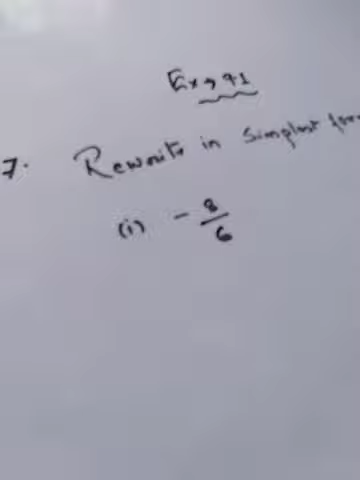 Ex → 9.1
7. Rewrite in Simplest for
(i) - 8/6